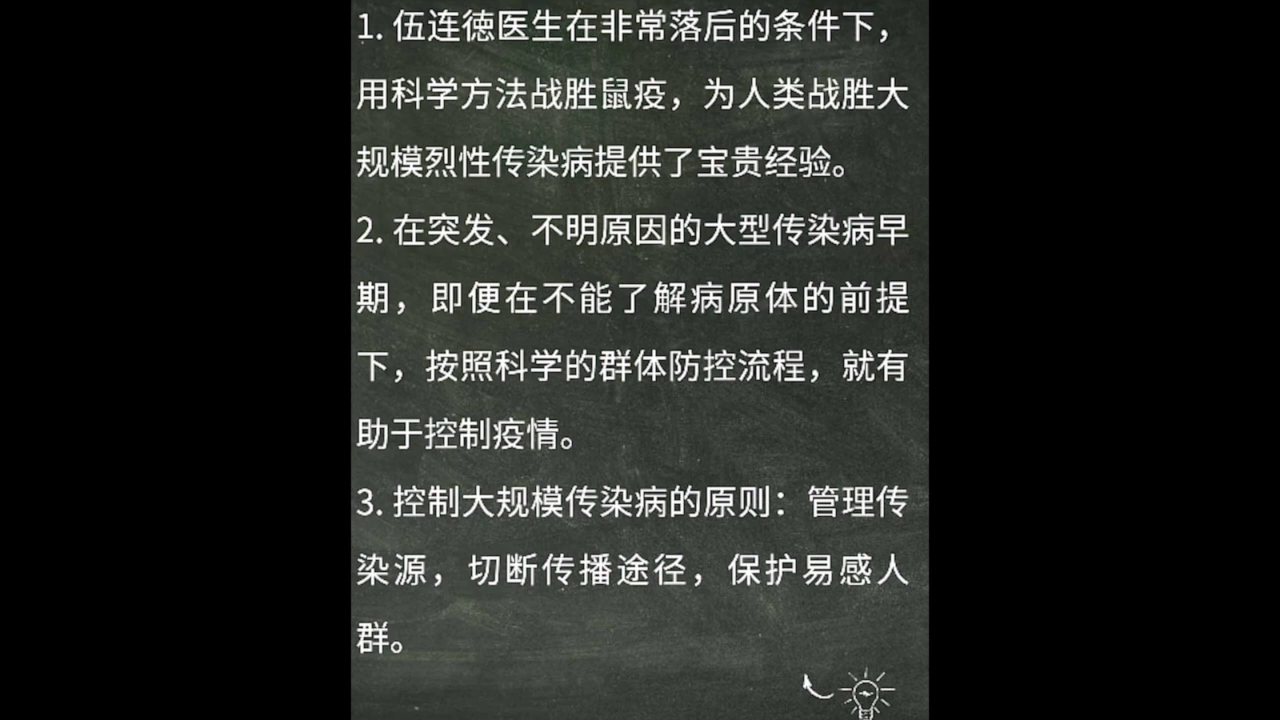 1. 伍连徳医生在非常落后的条件下，
用科学方法战胜鼠疫，为人类战胜大
规模烈性传染病提供了宝贵经验。
2. 在突发、不明原因的大型传染病早
期，即便在不能了解病原体的前提
下，按照科学的群体防控流程，就有
助于控制疫情。
3. 控制大规模传染病的原则：管理传
染源，切断传播途径，保护易感人
群。